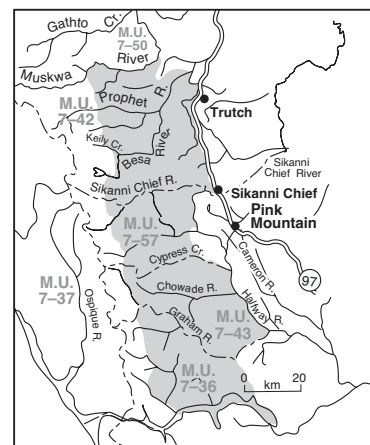 Gathto Cr.
M.U.
7–50
Muskwa River
Prophet R.
M.U.
7–42
Trutch
Keily Cr.
Besa River
Sikanni
Chief River
Sikanni Chief R.
Sikanni Chief
Pink
Mountain
M.U.
7–57
Cypress Cr.
Cameron R.
M.U.
7–37
Ospique R.
Chowade R.
97
Halfway R.
Graham R.
M.U.
7–43
M.U.
7–36
0 20
km